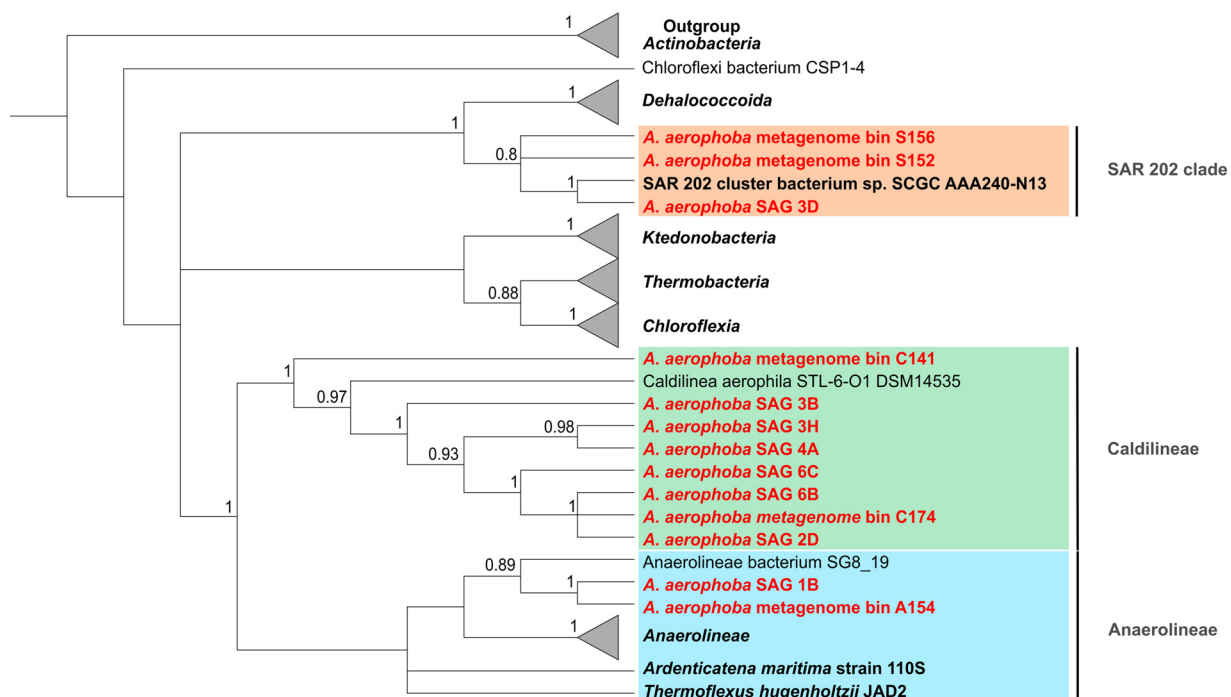 1
Outgroup
Actinobacteria
Chloroflexi bacterium CSP1-4
1
Dehalococcoida
1
A. aerophoba metagenome bin S156
0.8
A. aerophoba metagenome bin S152
SAR 202 clade
1
SAR 202 cluster bacterium sp. SCGC AAA240-N13
A. aerophoba SAG 3D
1
Ktedonobacteria
Thermobacteria
0.88
1
Chloroflexia
A. aerophoba metagenome bin C141
1
Caldilinea aerophila STL-6-O1 DSM14535
0.97
A. aerophoba SAG 3B
1
A. aerophoba SAG 3H
0.98
A. aerophoba SAG 4A
Caldilineae
0.93
A. aerophoba SAG 6C
1
A. aerophoba SAG 6B
1
A. aerophoba metagenome bin C174
1
A. aerophoba SAG 2D
Anaerolineae bacterium SG8_19
0.89
A. aerophoba SAG 1B
1
A. aerophoba metagenome bin A154
1
Anaerolineae
Anaerolineae
Ardenticatena maritima strain 110S
Thermoflexus hugenholtzii JAD2